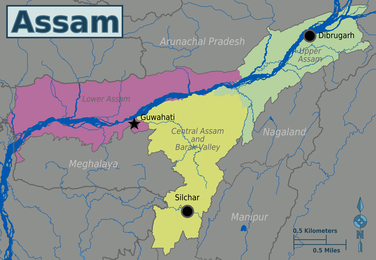 Assam
Dibrugarh
Arunachal Pradesh
Upper
Assam
Lower Assam
Guwahati
Central Assam
and
Barak Valley
Nagaland
Meghalaya
Silchar
Manipur
0.5 Kilometers
0.5 Miles